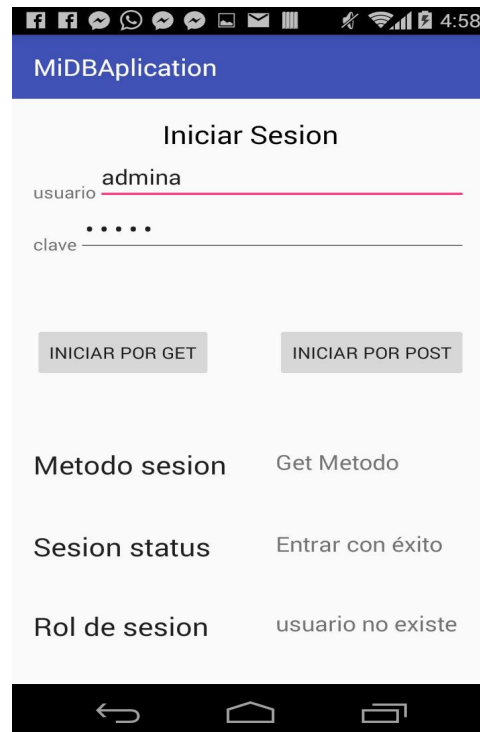 4:58
MiDBAplication
Iniciar Sesion
usuario admina
clave •••••
INICIAR POR GET INICIAR POR POST
Metodo sesion Get Metodo
Sesion status Entrar con éxito
Rol de sesion usuario no existe